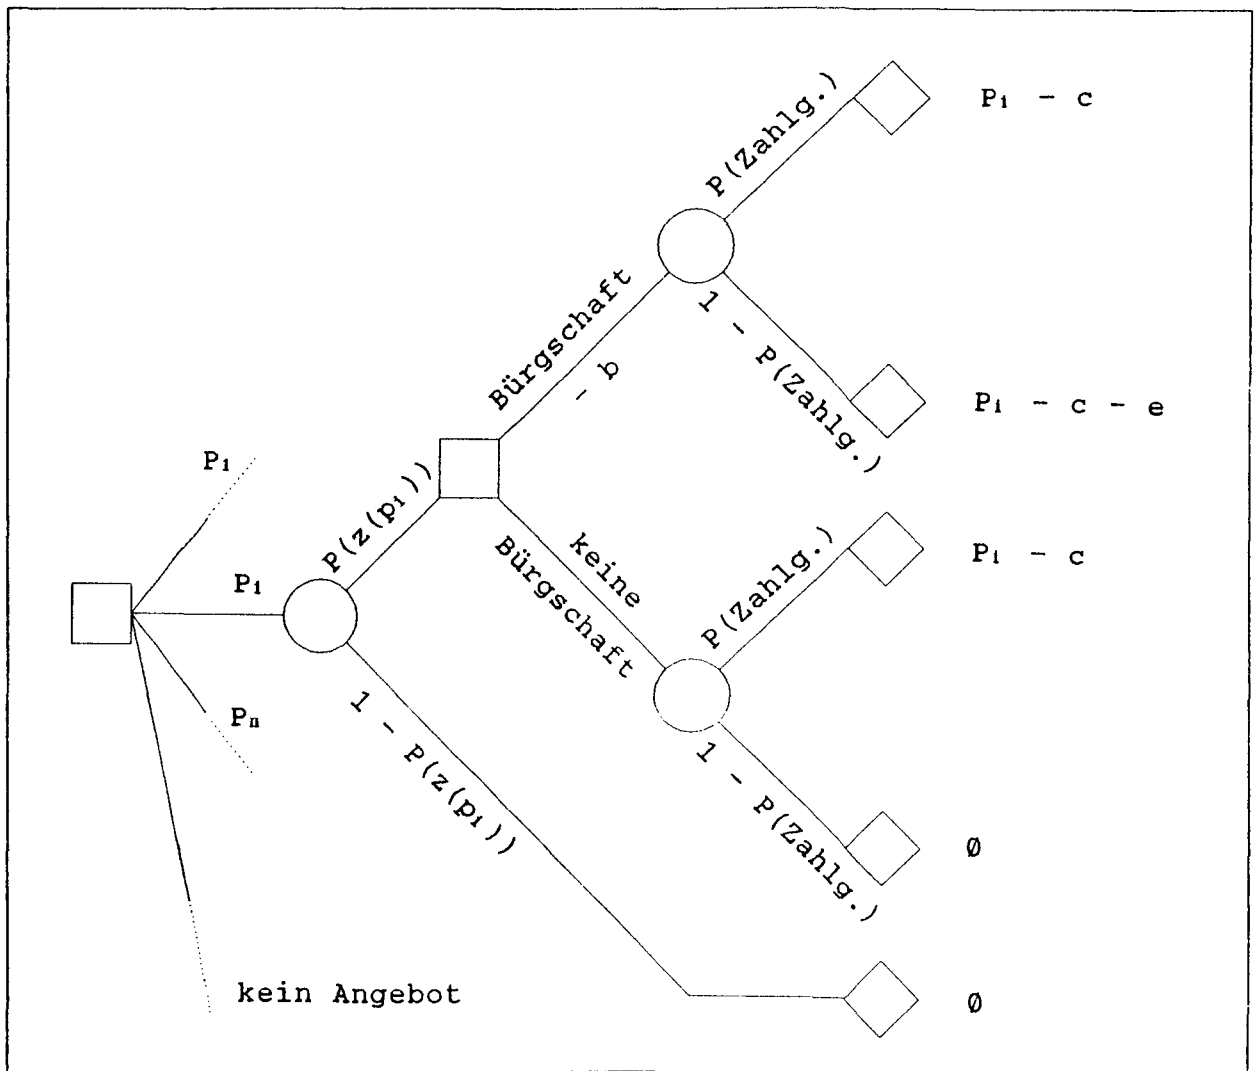 P(Zahlg.)
P₁ - c
Bürgschaft
- b
1 - P(Zahlg.)
P₁ - c - e
P₁
P(z(p₁))
keine
Bürgschaft
P(Zahlg.)
P₁ - c
P₁
Pₙ
1 - P(z(p₁))
1 - P(Zahlg.)
Ø
kein Angebot
Ø